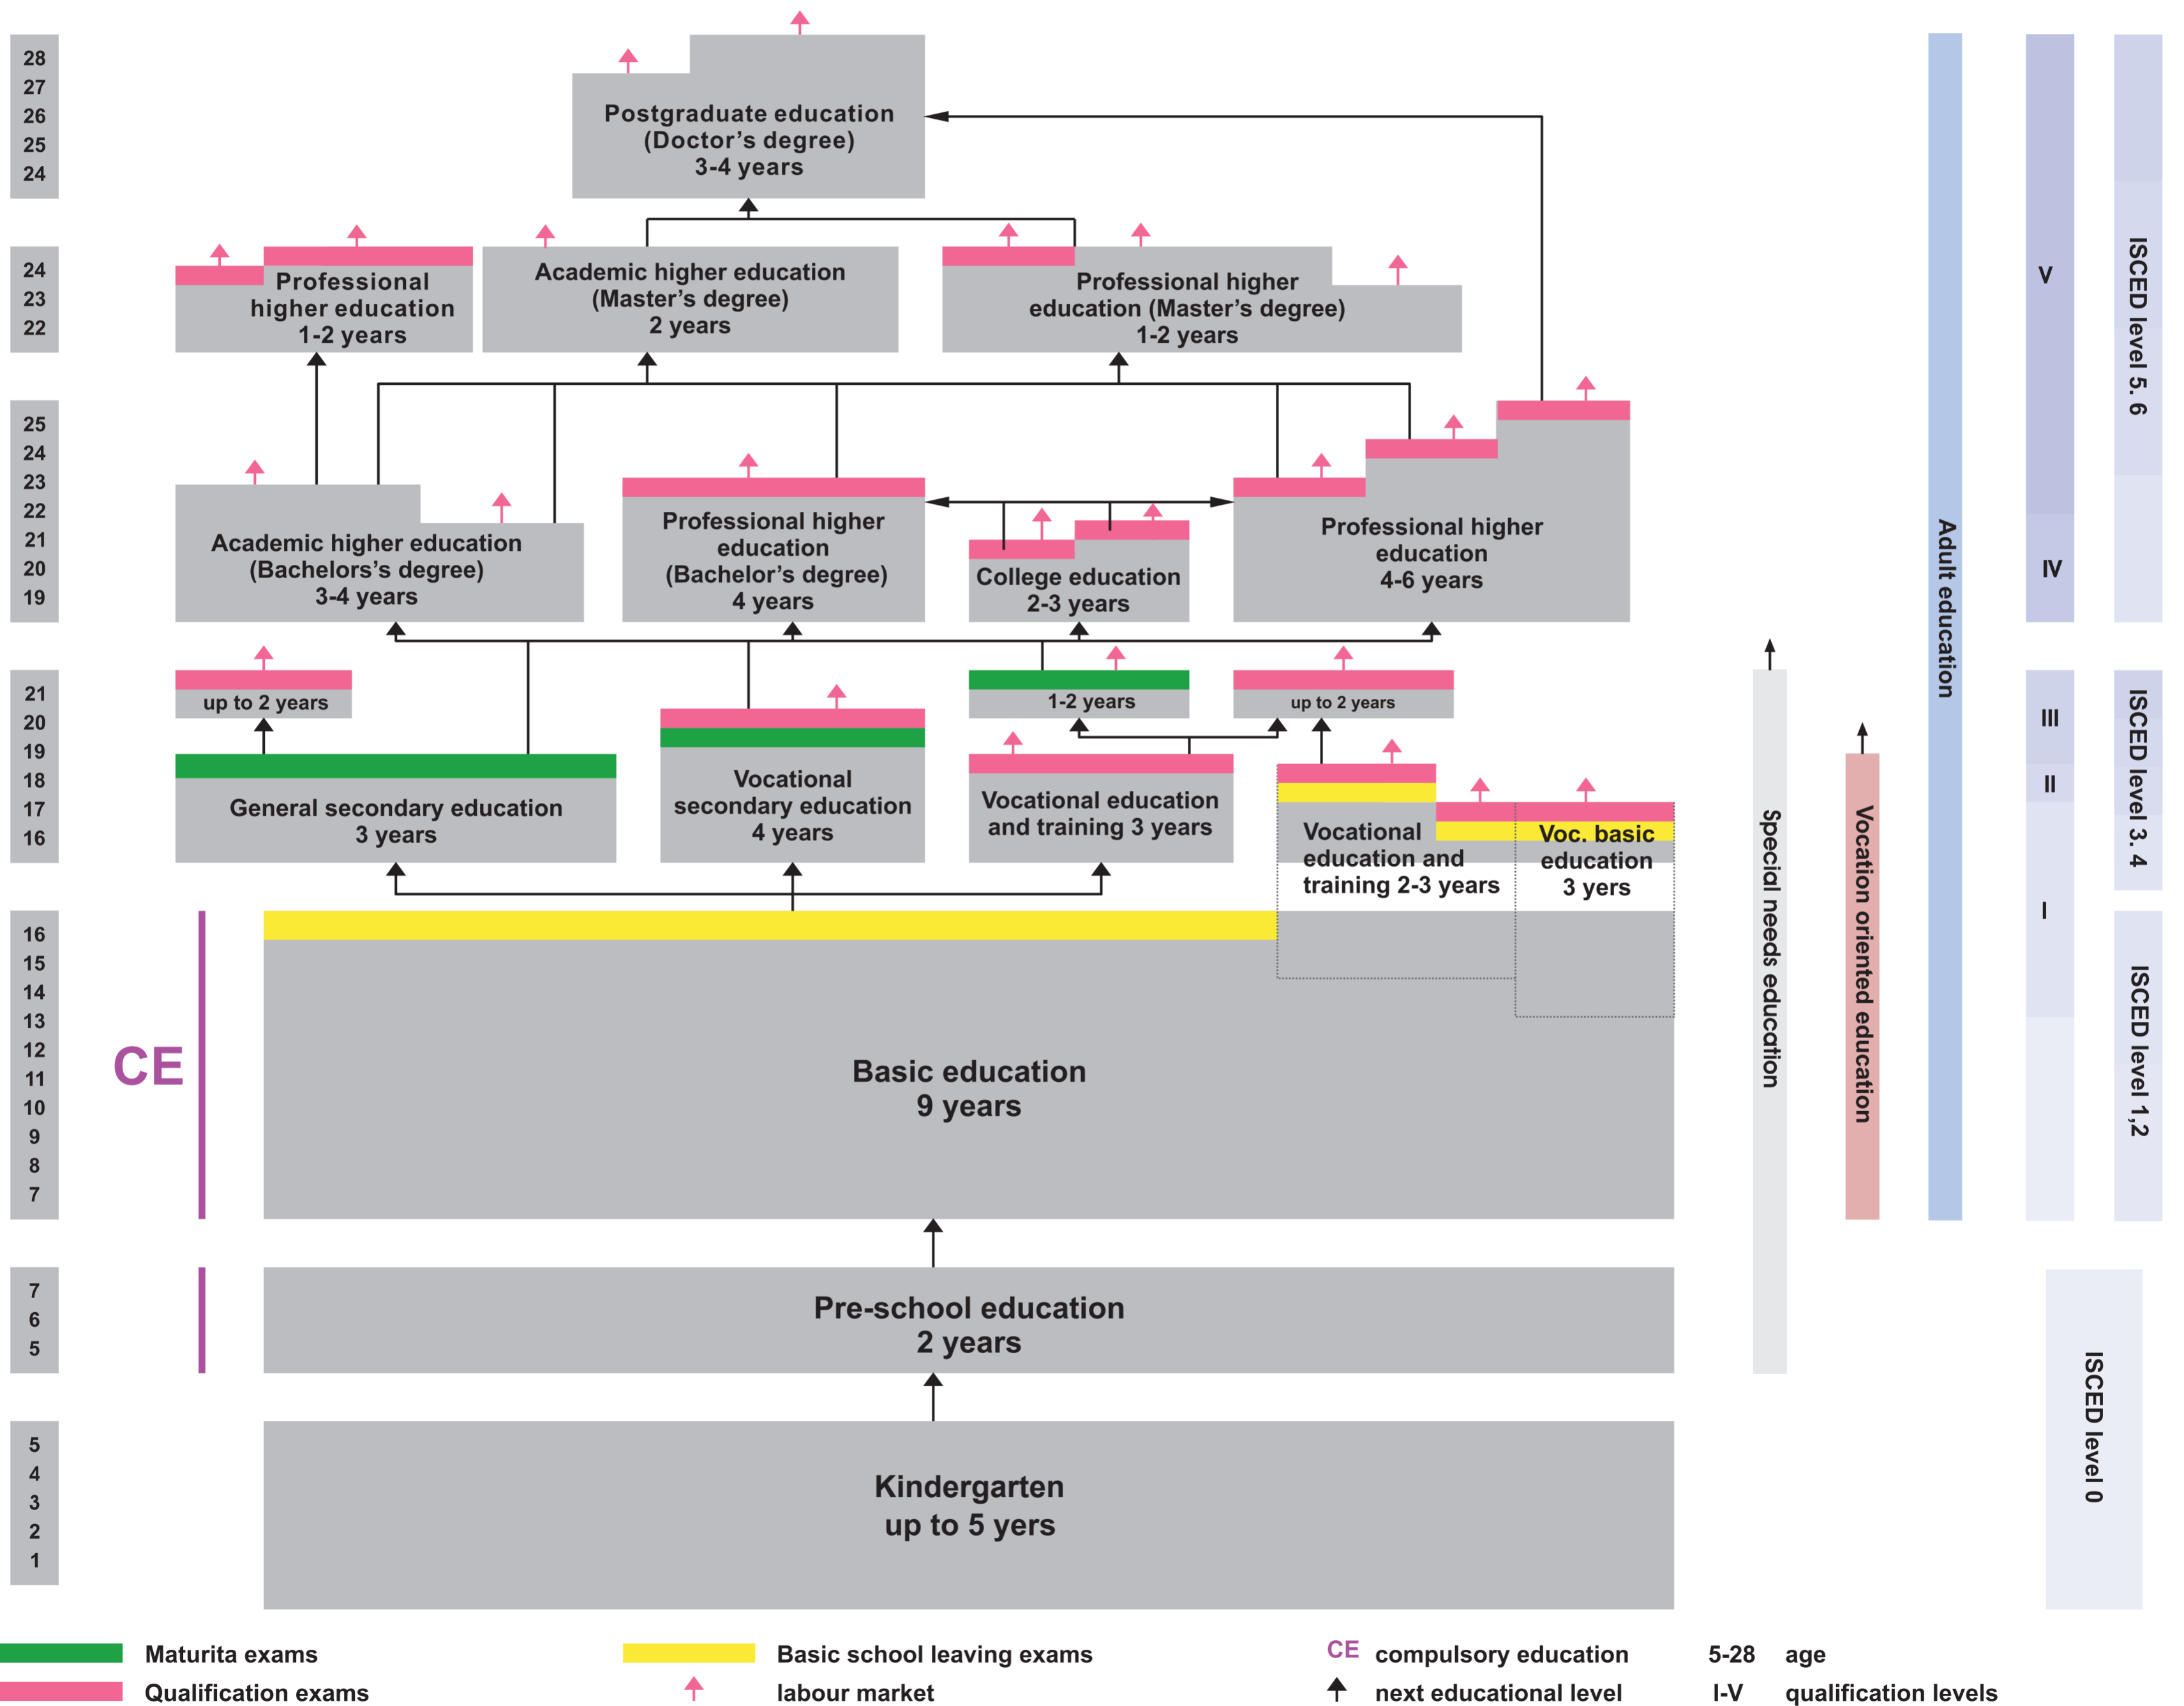 28
27
26
25
24
Postgraduate education
(Doctor's degree)
3-4 years
24
23
22
Professional
higher education
1-2 years
Academic higher education
(Master's degree)
2 years
Professional higher
education (Master's degree)
1-2 years
25
24
23
22
21
20
19
Academic higher education
(Bachelors's degree)
3-4 years
Professional higher
education
(Bachelor's degree)
4 years
College education
2-3 years
Professional higher
education
4-6 years
21
20
19
18
17
16
up to 2 years
1-2 years
up to 2 years
General secondary education
3 years
Vocational
secondary education
4 years
Vocational education
and training 3 years
Vocational
education and
training 2-3 years
Voc. basic
education
3 yers
16
15
14
13
12
11
10
9
8
7
CE
Basic education
9 years
7
6
5
Pre-school education
2 years
5
4
3
2
1
Kindergarten
up to 5 yers
Special needs education
Vocation oriented education
Adult education
V
IV
III
II
I
ISCED level 5. 6
ISCED level 3. 4
ISCED level 1,2
ISCED level 0
Maturita exams
Basic school leaving exams
CE compulsory education
5-28 age
Qualification exams
labour market
next educational level
I-V qualification levels